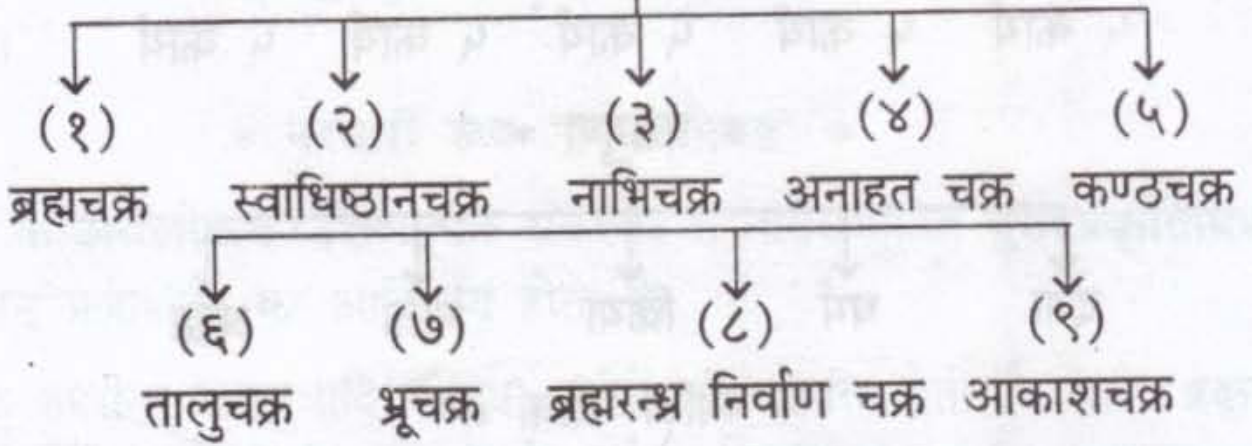 (१) (२) (३) (४) (५)
ब्रह्मचक्र स्वाधिष्ठानचक्र नाभिचक्र अनाहत चक्र कण्ठचक्र
(६) (७) (८) (९)
तालुचक्र भ्रूचक्र ब्रह्मरन्ध्र निर्वाण चक्र आकाशचक्र